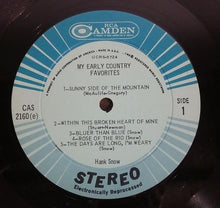 RCA
CAMDEN
MY EARLY COUNTRY
FAVORITES
CAS
2160(e)
SIDE
1
1-SUNNY SIDE OF THE MOUNTAIN
2-WITHIN THIS BROKEN HEART OF MINE
3-BLUER THAN BLUE (Snow)
4-ROSE OF THE RIO (Snow)
5-THE DAYS ARE LONG, I'M WEARY
(Snow)
Hank Snow
STEREO
Electronically Reprocessed